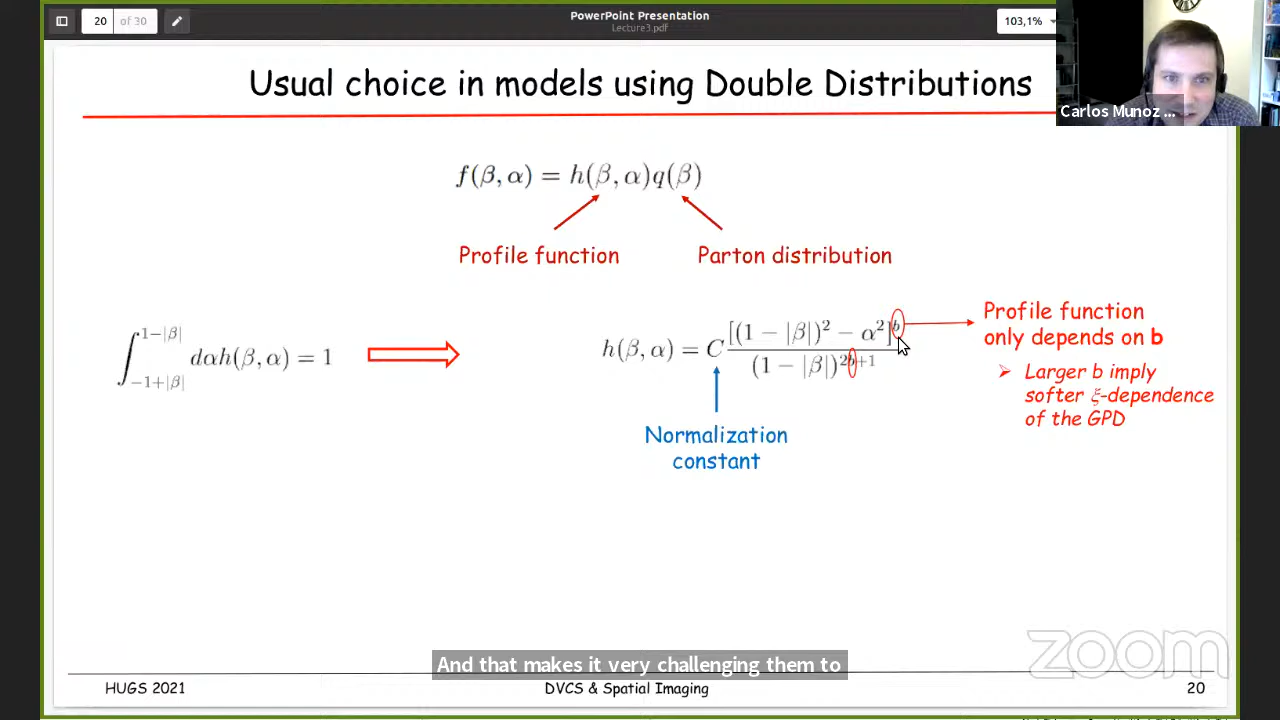 20 of 30
PowerPoint Presentation
Lecture3.pdf
103,1%
Carlos Munoz ...
Usual choice in models using Double Distributions
f(β, α) = h(β, α)q(β)
Profile function
Parton distribution
∫_{-1+|β|}^{1-|β|} dαh(β, α) = 1
h(β, α) = C [(1 − |β|)² − α²]^b / (1 − |β|)^{2b+1}
Normalization
constant
Profile function
only depends on b
➢ Larger b imply
softer ξ-dependence
of the GPD
And that makes it very challenging them to
zoom
HUGS 2021
DVCS & Spatial Imaging
20